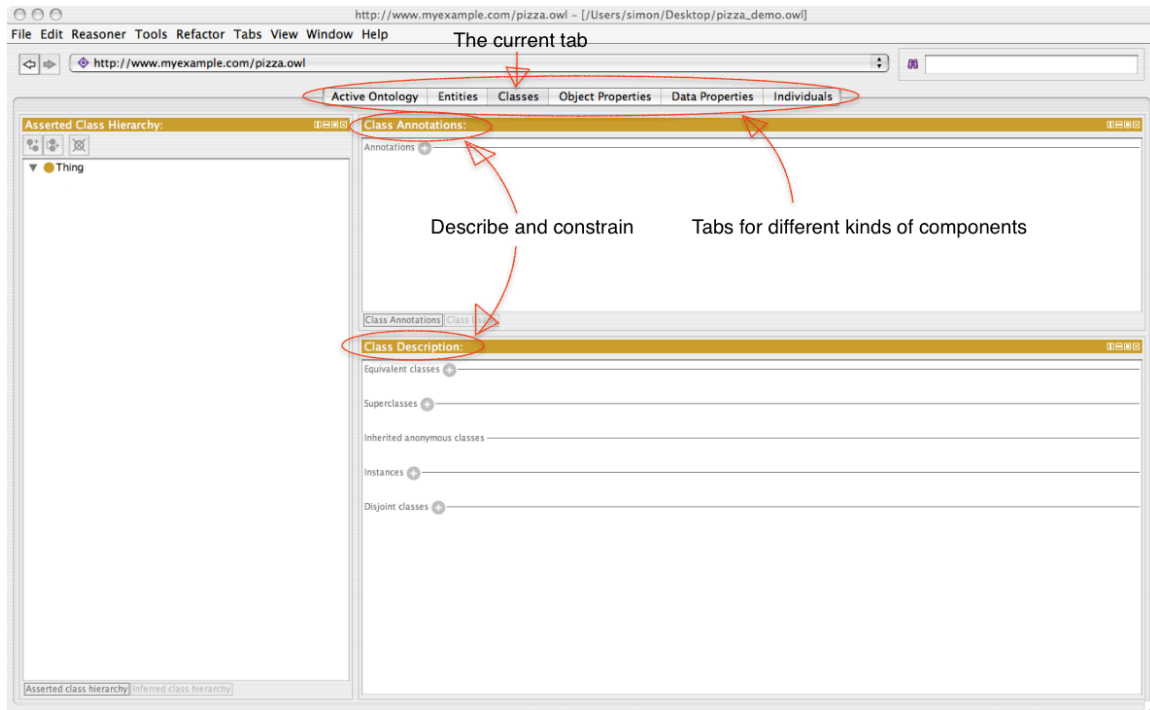 http://www.myexample.com/pizza.owl – [/Users/simon/Desktop/pizza_demo.owl]
File Edit Reasoner Tools Refactor Tabs View Window Help
The current tab
http://www.myexample.com/pizza.owl
Active Ontology Entities Classes Object Properties Data Properties Individuals
Asserted Class Hierarchy:
Thing
Asserted class hierarchy Inferred class hierarchy
Class Annotations:
Annotations
Describe and constrain
Tabs for different kinds of components
Class Annotations Class
Class Description:
Equivalent classes
Superclasses
Inherited anonymous classes
Instances
Disjoint classes